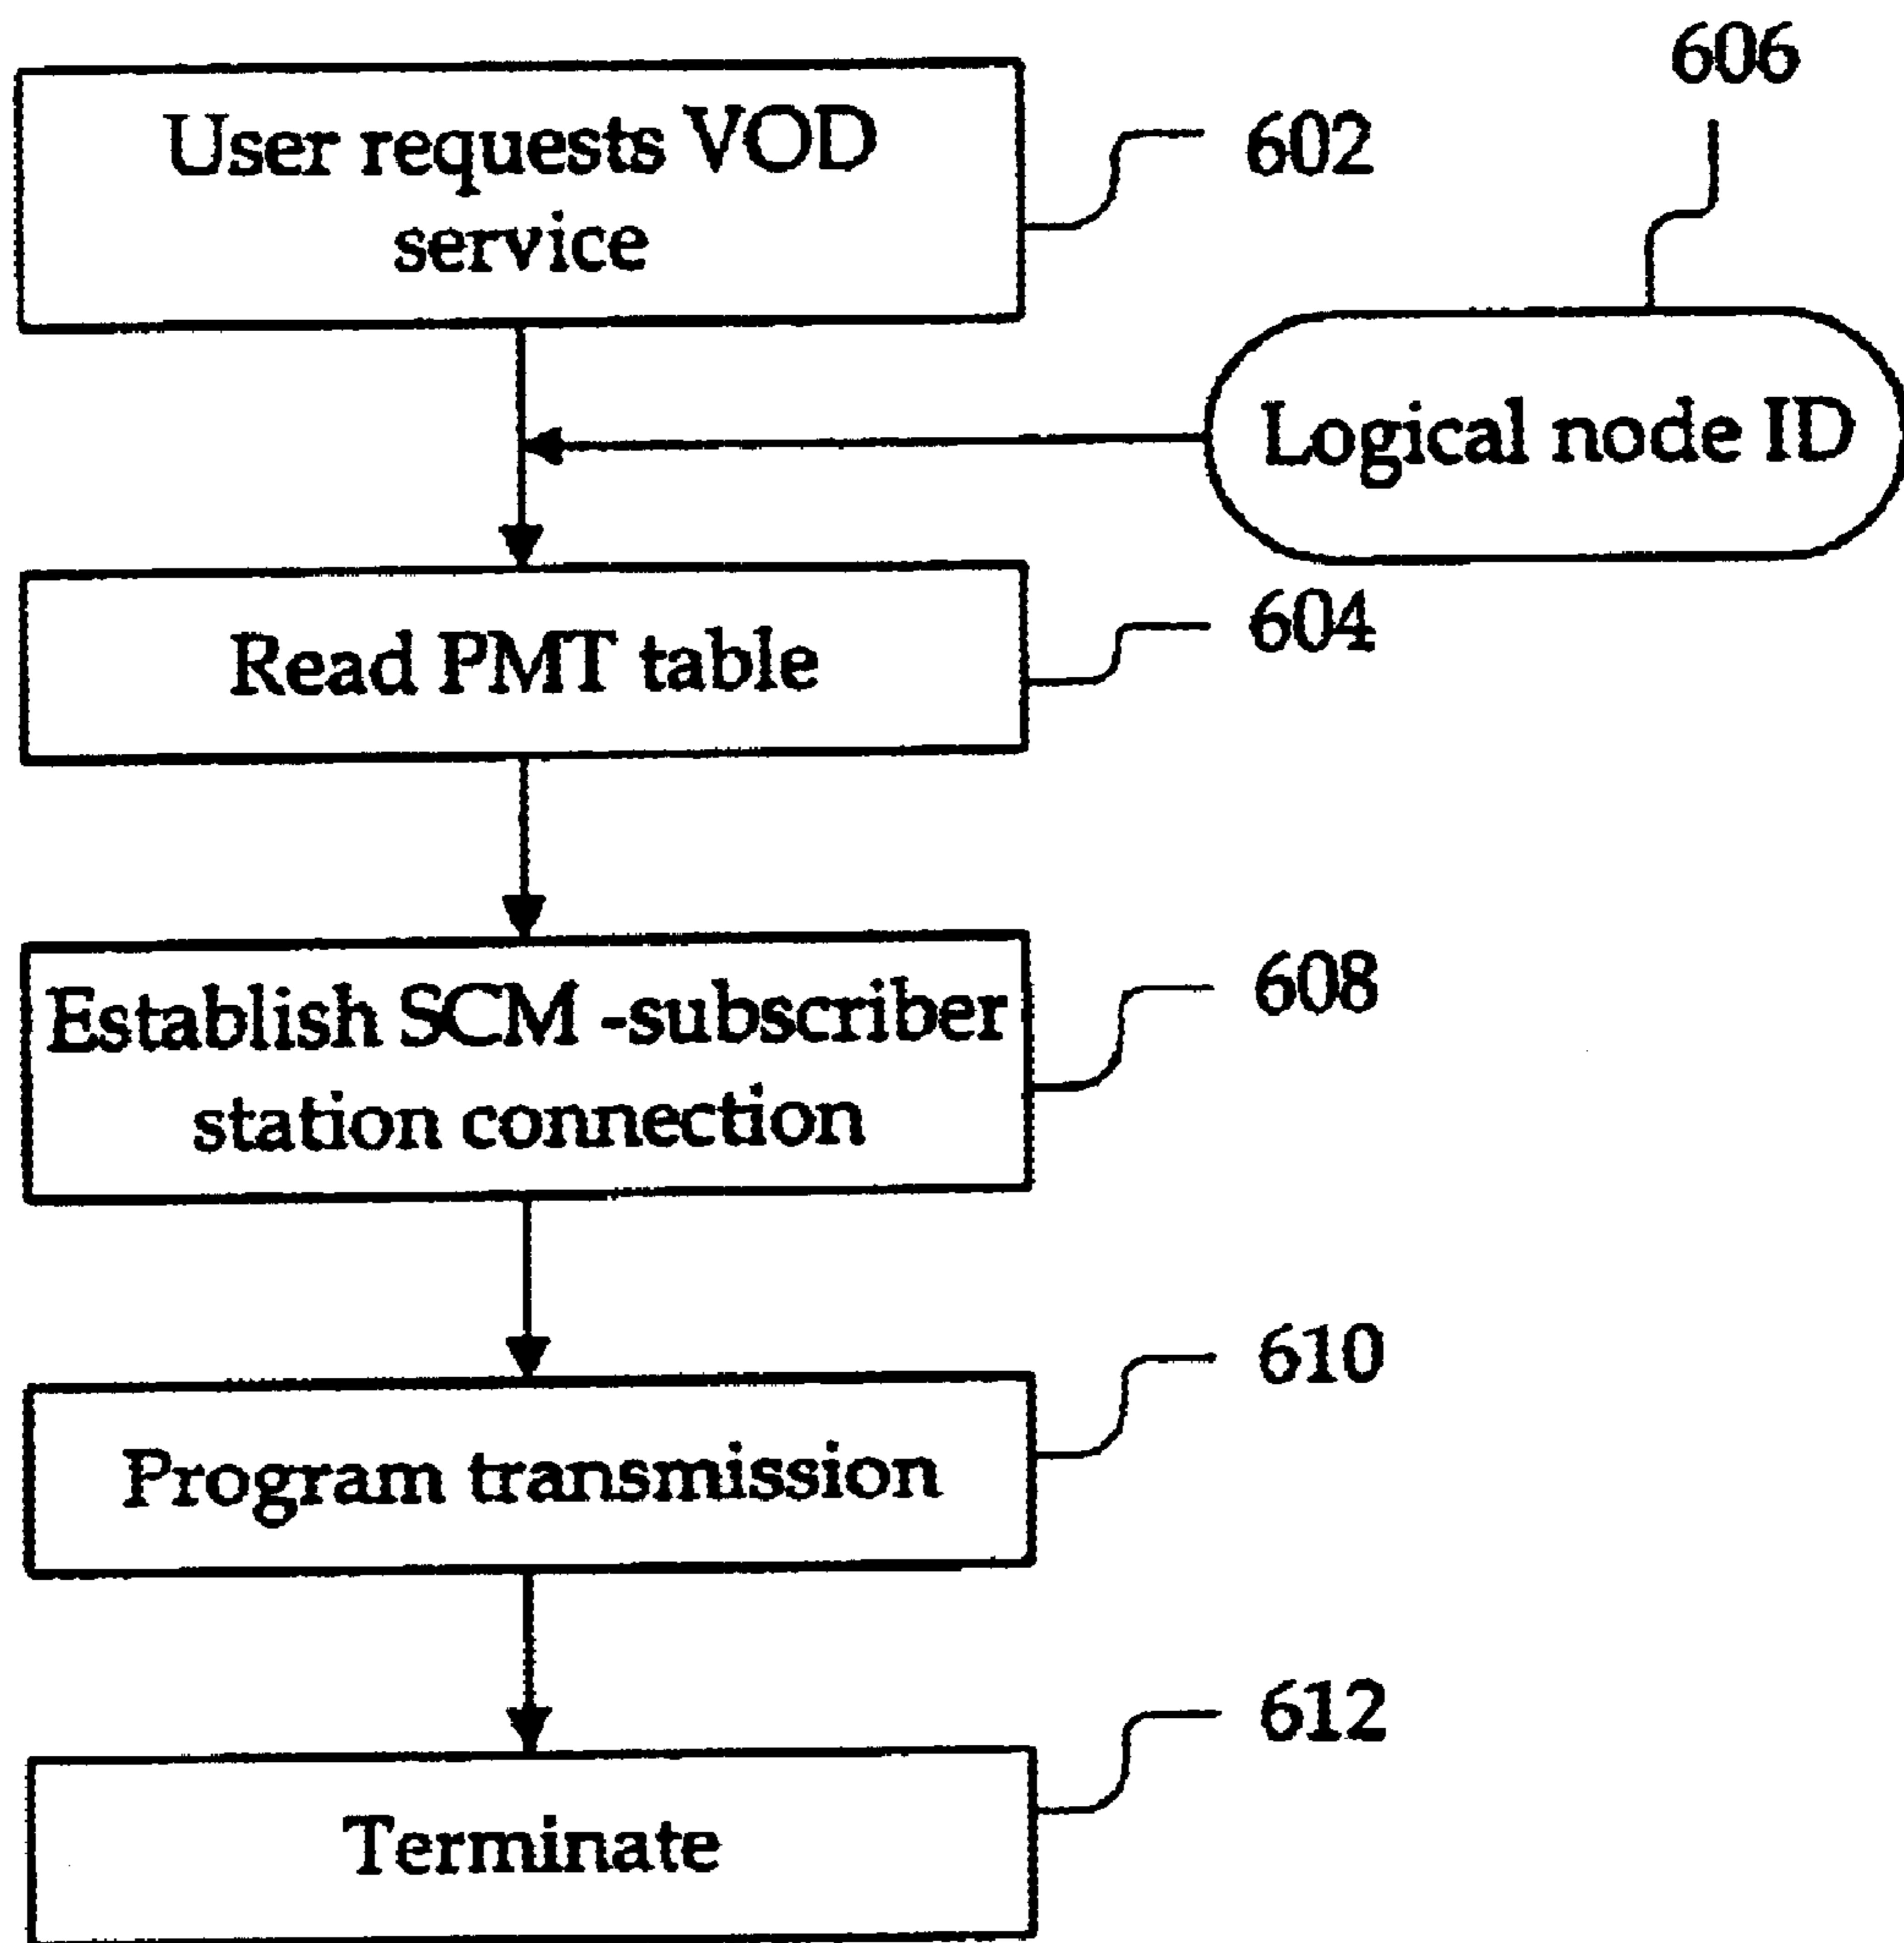 606
User requests VOD
service
602
Logical node ID
Read PMT table
604
Establish SCM -subscriber
station connection
608
Program transmission
610
Terminate
612